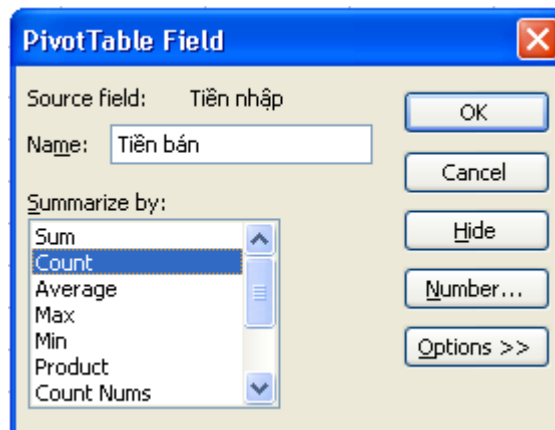 PivotTable Field
Source field: Tiền nhập
Name: Tiền bán
Summarize by:
Sum
Count
Average
Max
Min
Product
Count Nums
OK
Cancel
Hide
Number...
Options >>